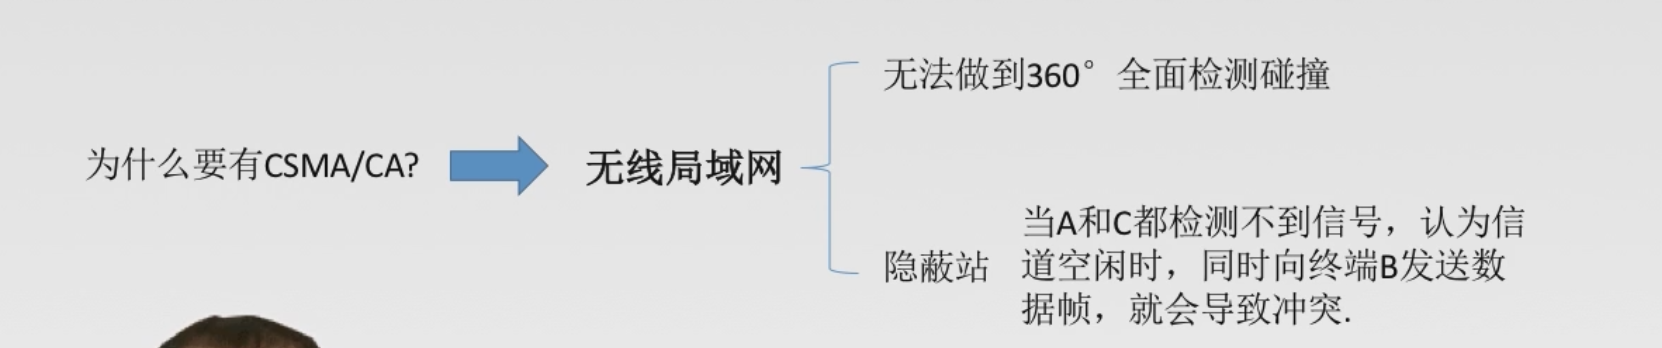 无法做到360°全面检测碰撞
为什么要有CSMA/CA?
无线局域网
隐蔽站
当A和C都检测不到信号，认为信
道空闲时，同时向终端B发送数
据帧，就会导致冲突.